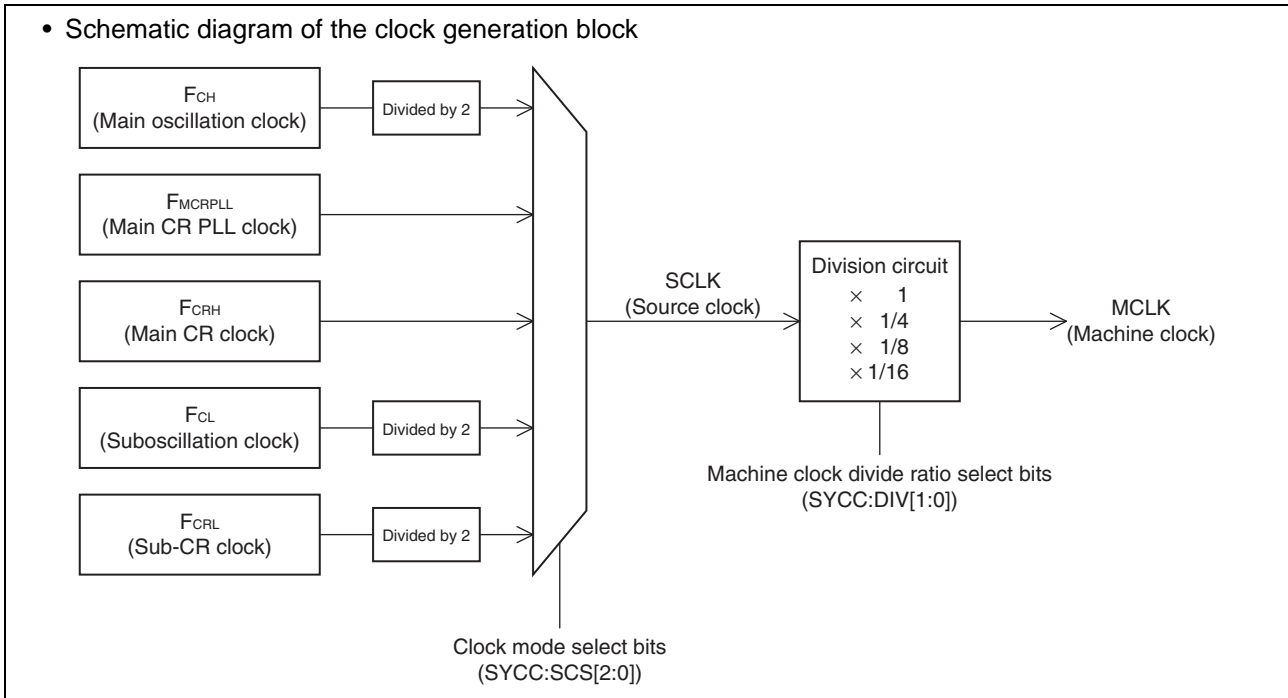 • Schematic diagram of the clock generation block
FCH
(Main oscillation clock)
Divided by 2
FMCRPLL
(Main CR PLL clock)
FCRH
(Main CR clock)
FCL
(Suboscillation clock)
Divided by 2
FCRL
(Sub-CR clock)
Divided by 2
Clock mode select bits
(SYCC:SCS[2:0])
SCLK
(Source clock)
Division circuit
× 1
× 1/4
× 1/8
× 1/16
Machine clock divide ratio select bits
(SYCC:DIV[1:0])
MCLK
(Machine clock)